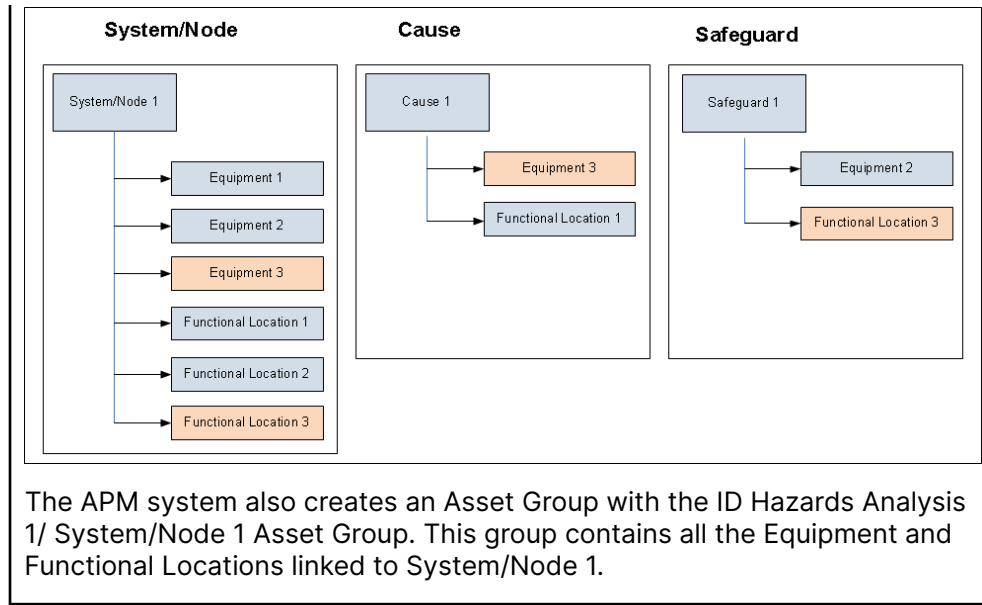 System/Node
Cause
Safeguard
System/Node 1
Equipment 1
Equipment 2
Equipment 3
Functional Location 1
Functional Location 2
Functional Location 3
Cause 1
Equipment 3
Functional Location 1
Safeguard 1
Equipment 2
Functional Location 3
The APM system also creates an Asset Group with the ID Hazards Analysis
1/ System/Node 1 Asset Group. This group contains all the Equipment and
Functional Locations linked to System/Node 1.